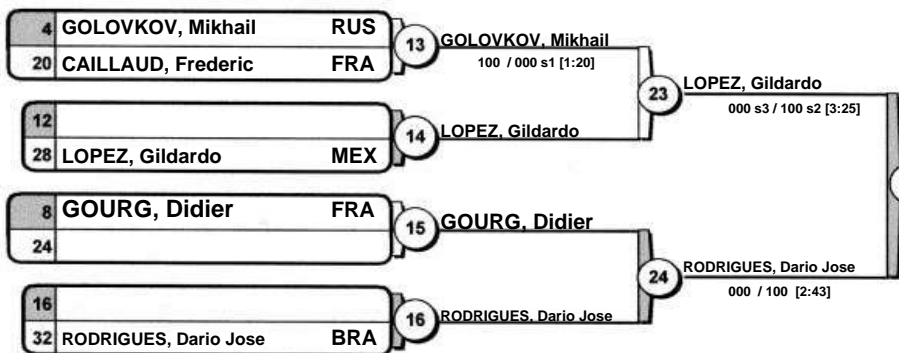 4 GOLOVKOV, Mikhail RUS
20 CAILLAUD, Frederic FRA
13
GOLOVKOV, Mikhail
100 / 000 s1 [1:20]
12
28 LOPEZ, Gildardo MEX
14
LOPEZ, Gildardo
23
LOPEZ, Gildardo
000 s3 / 100 s2 [3:25]
8 GOURG, Didier FRA
24
15
GOURG, Didier
16
32 RODRIGUES, Dario Jose BRA
16
RODRIGUES, Dario Jose
24
RODRIGUES, Dario Jose
000 / 100 [2:43]